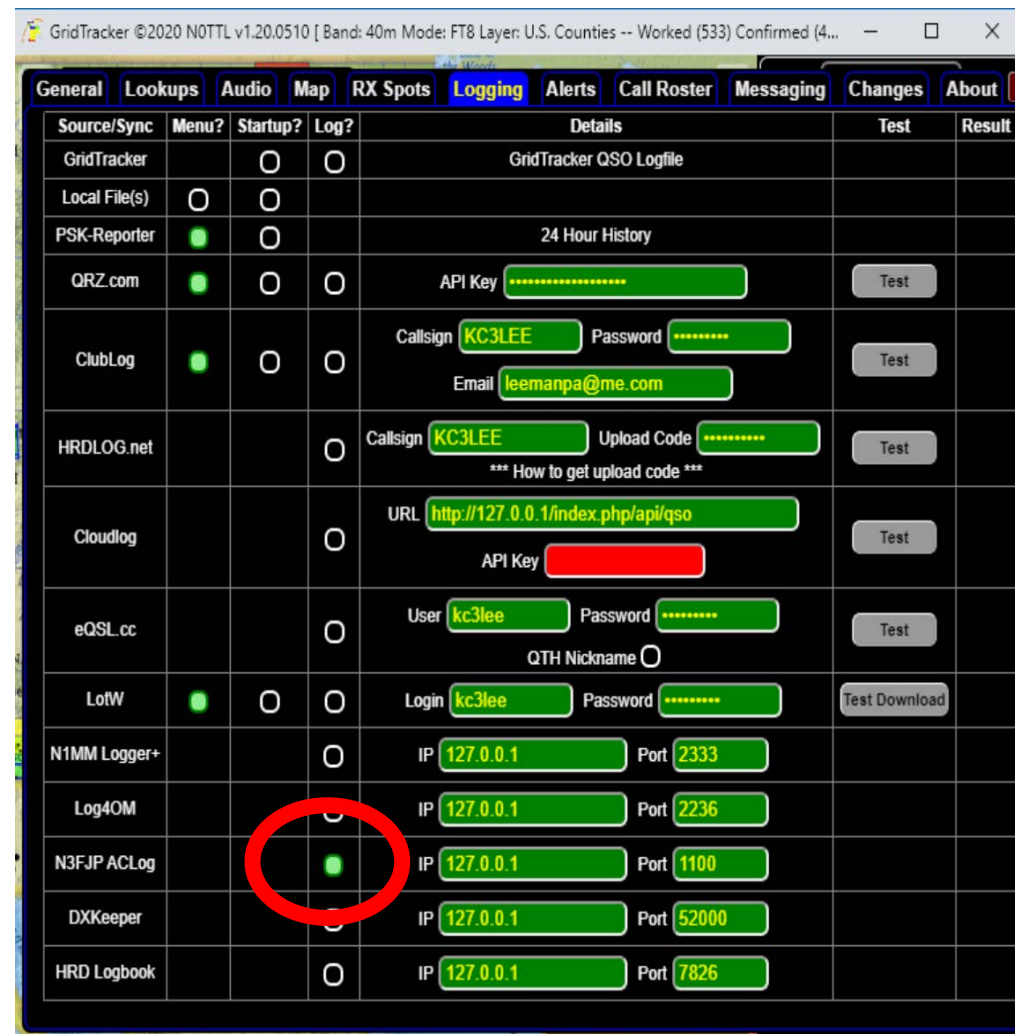 GridTracker ©2020 N0TTL v1.20.0510 [ Band: 40m Mode: FT8 Layer: U.S. Counties -- Worked (533) Confirmed (4...
General Lookups Audio Map RX Spots Logging Alerts Call Roster Messaging Changes About
Source/Sync Menu? Startup? Log? Details Test Result
GridTracker GridTracker QSO Logfile
Local File(s)
PSK-Reporter 24 Hour History
QRZ.com API Key •••••••••••••••••••• Test
Callsign KC3LEE Password •••••••••
ClubLog Test
Email leemanpa@me.com
Callsign KC3LEE Upload Code ••••••••••
HRDLOG.net Test
*** How to get upload code ***
URL http://127.0.0.1/index.php/api/qso
Cloudlog Test
API Key
User kc3lee Password •••••••••
eQSL.cc Test
QTH Nickname
LotW Login kc3lee Password ••••••••• Test Download
N1MM Logger+ IP 127.0.0.1 Port 2333
Log4OM IP 127.0.0.1 Port 2236
N3FJP ACLog IP 127.0.0.1 Port 1100
DXKeeper IP 127.0.0.1 Port 52000
HRD Logbook IP 127.0.0.1 Port 7826